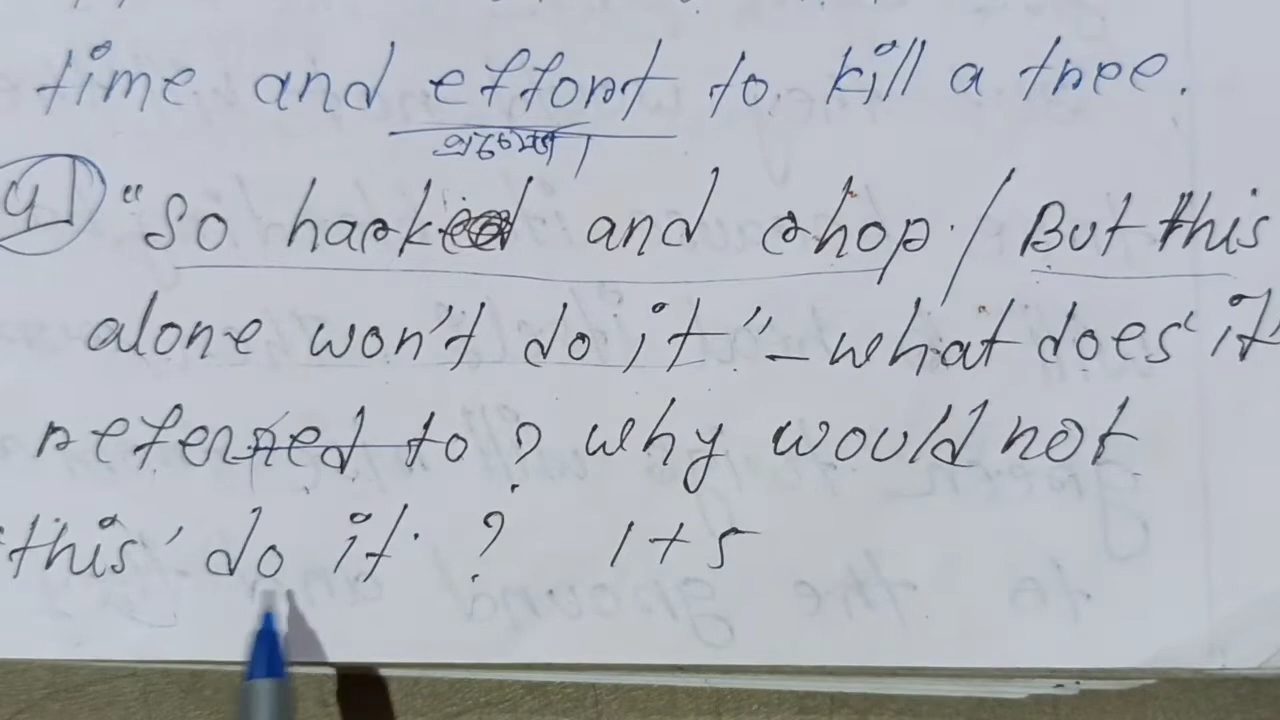 time and effort to kill a tree.
4 "So hacked and chop / But this
alone won't do it" - what does 'it'
referred to ? why would not
'this' do it ? 1+5